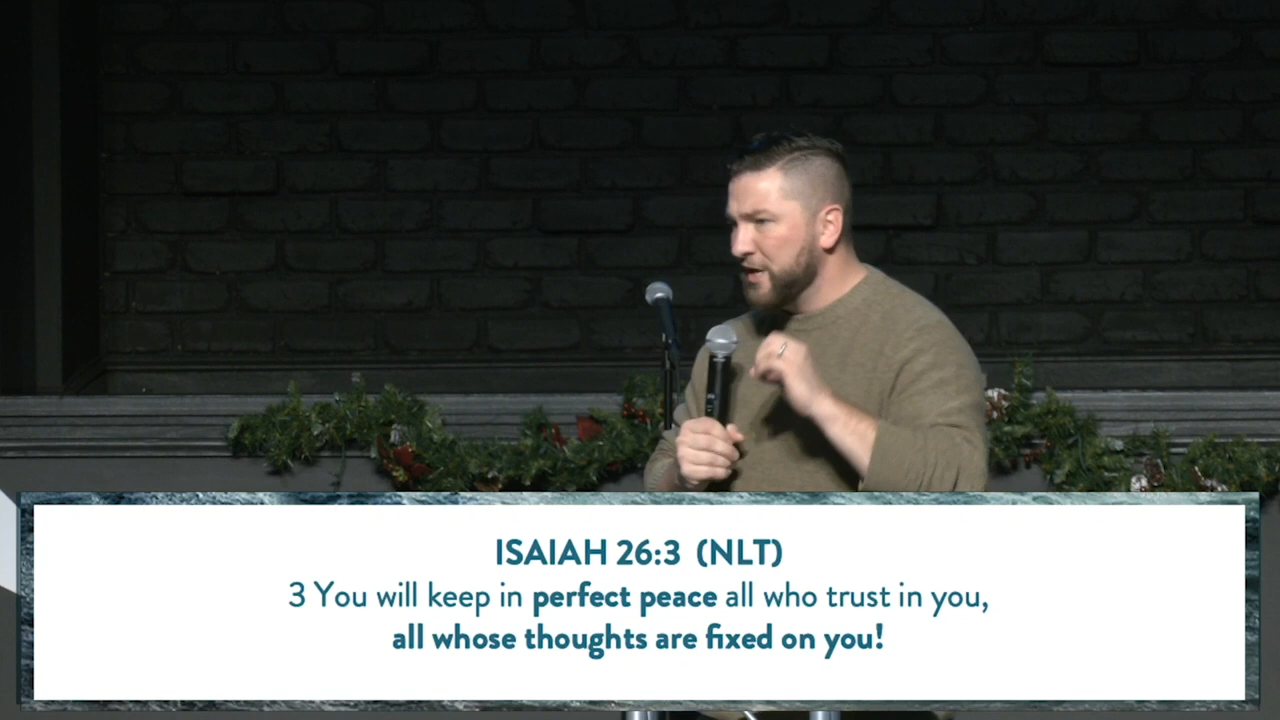 ISAIAH 26:3 (NLT)
3 You will keep in perfect peace all who trust in you,
all whose thoughts are fixed on you!